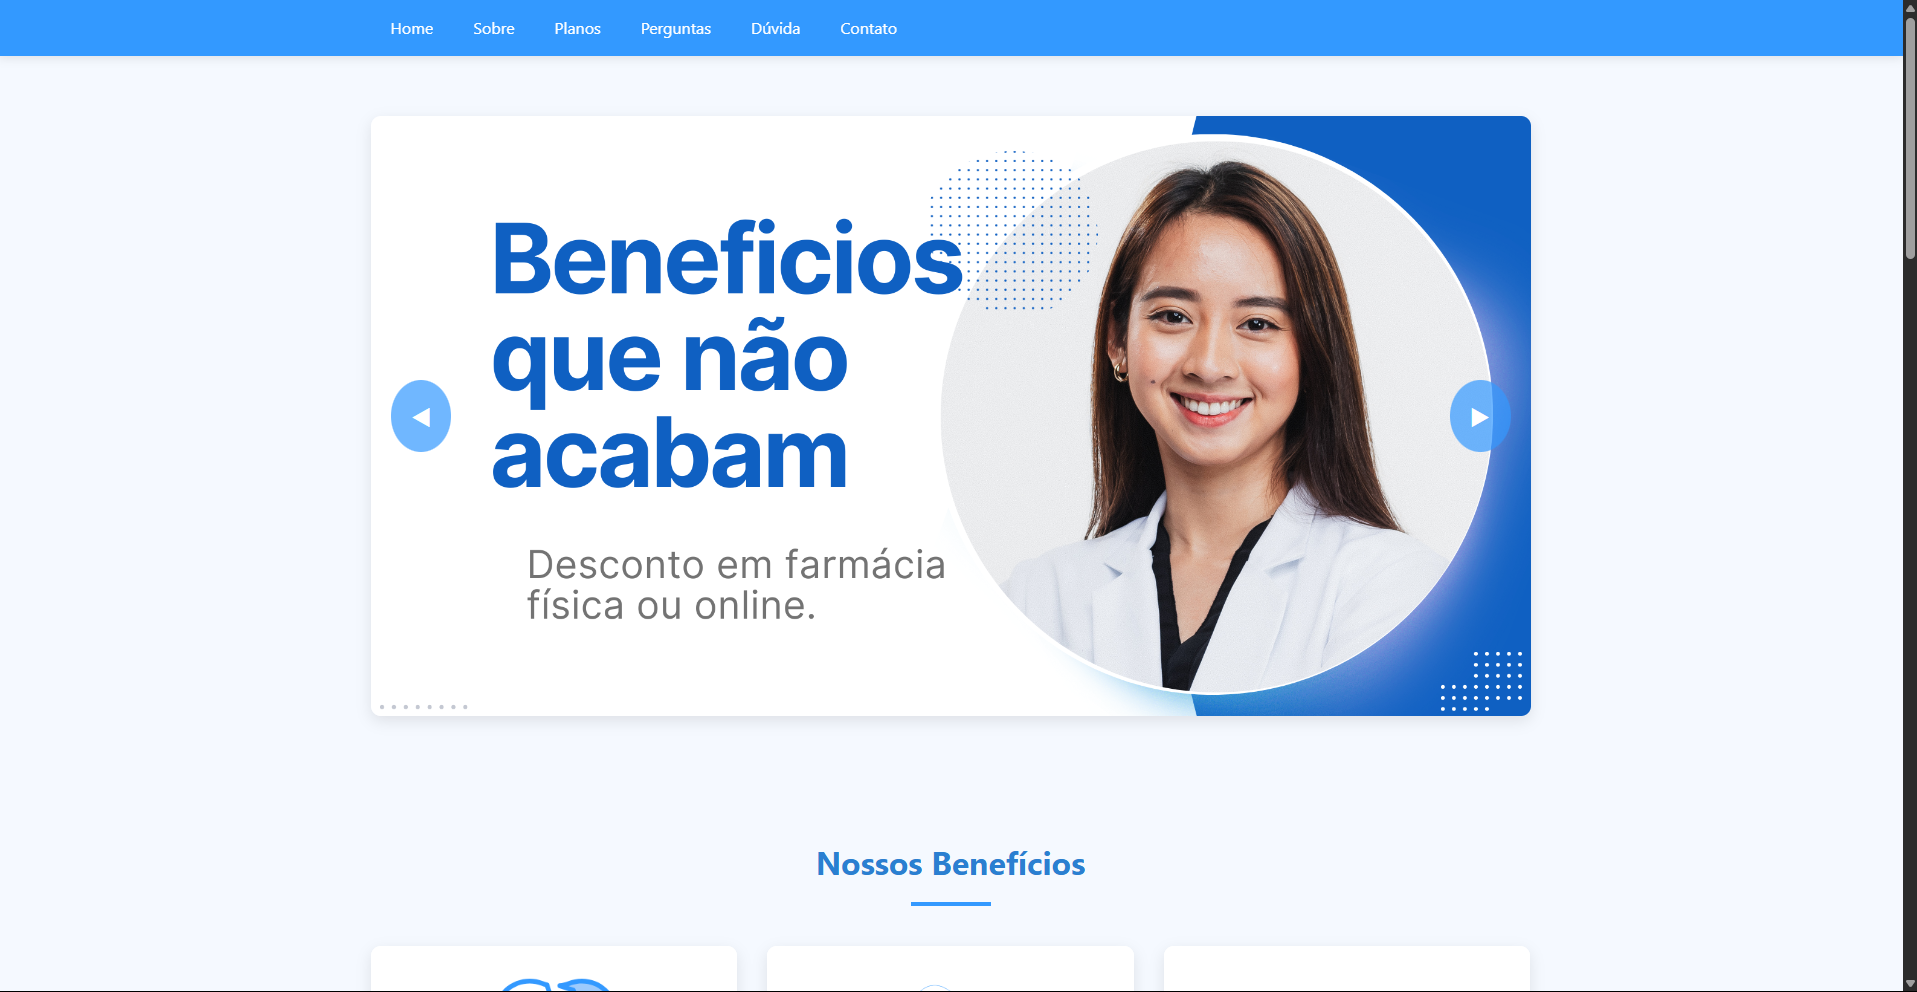 Home Sobre Planos Perguntas Dúvida Contato
Beneficios
que não
acabam
Desconto em farmácia
física ou online.
Nossos Benefícios